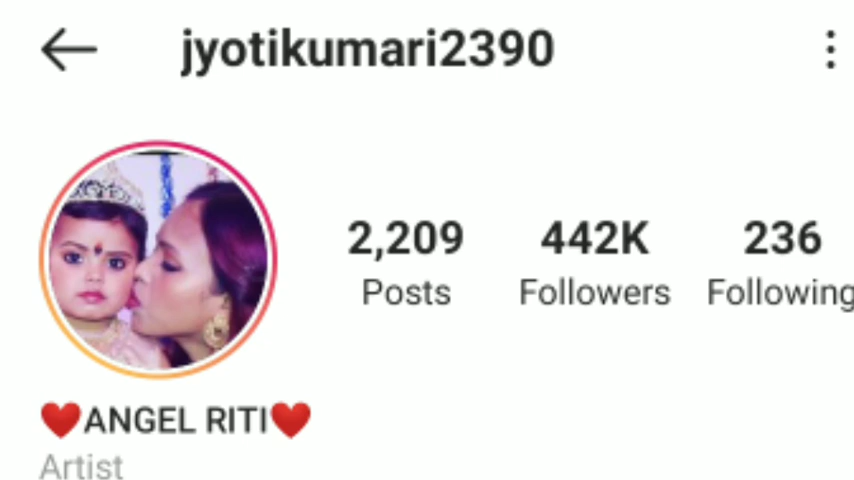 jyotikumari2390
2,209 442K 236
Posts Followers Following
❤️ANGEL RITI❤️
Artist